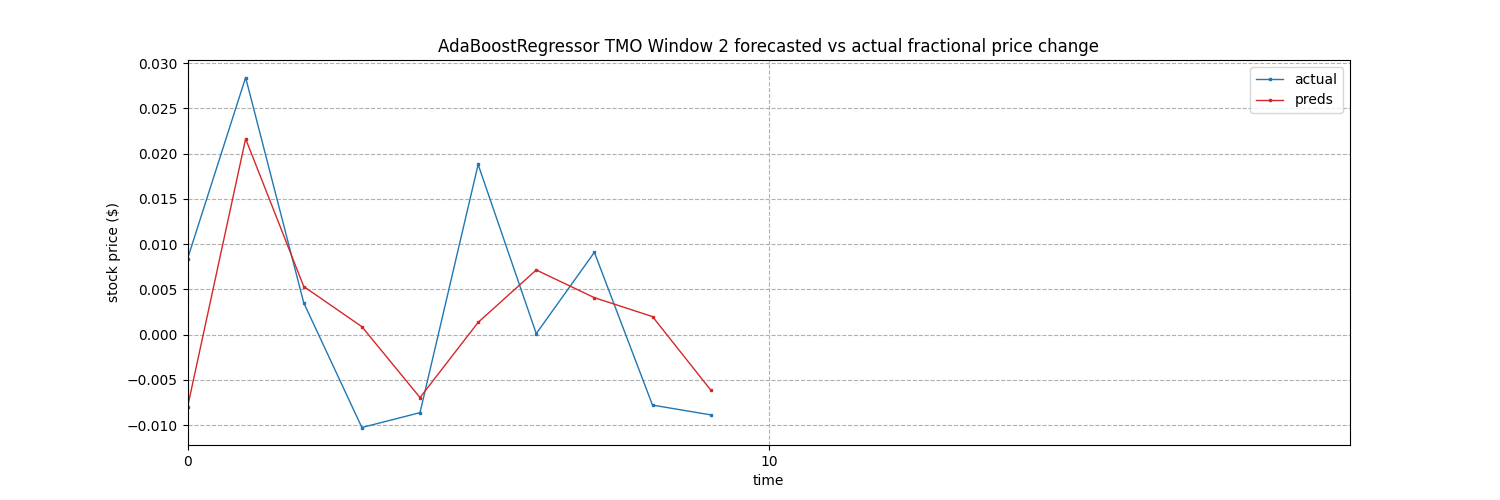 AdaBoostRegressor TMO Window 2 forecasted vs actual fractional price change
0.030
0.025
0.020
0.015
0.010
0.005
0.000
−0.005
−0.010
stock price ($)
actual
preds
0
10
time